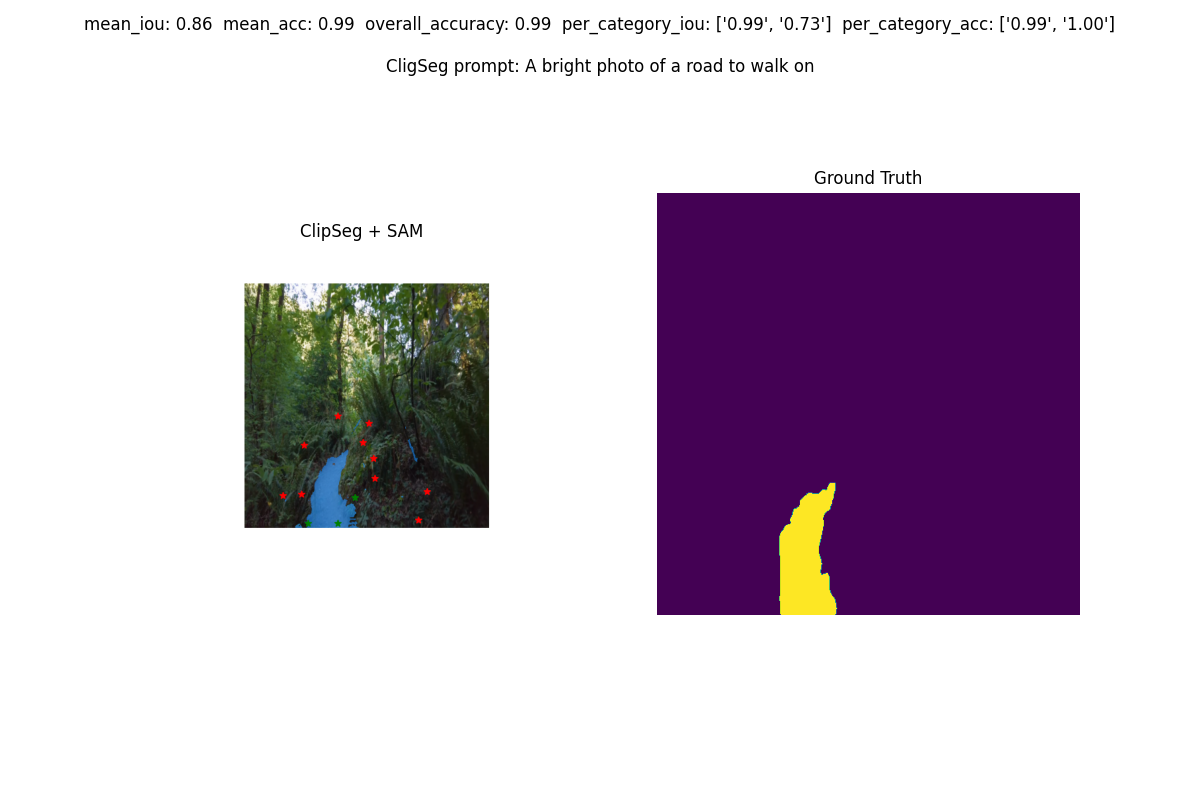 mean_iou: 0.86  mean_acc: 0.99  overall_accuracy: 0.99  per_category_iou: ['0.99', '0.73']  per_category_acc: ['0.99', '1.00']
CligSeg prompt: A bright photo of a road to walk on
Ground Truth
ClipSeg + SAM